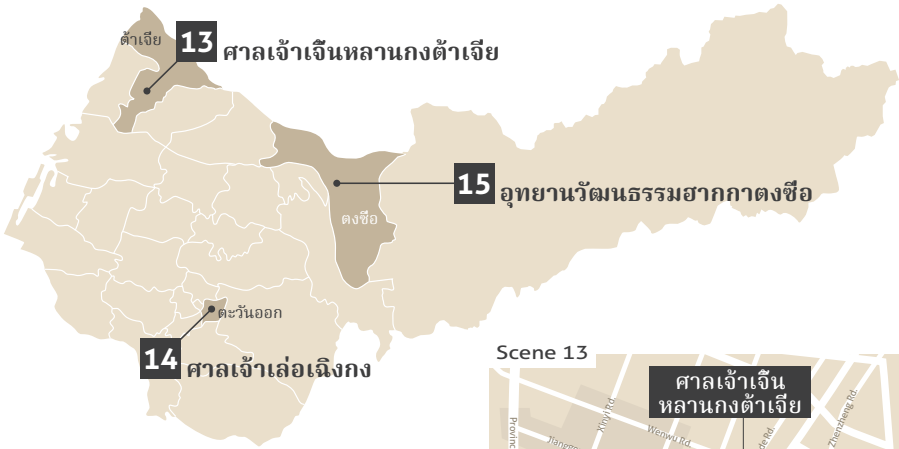 ต้าเจีย
13 ศาลเจ้าเจิ้นหลานกงต้าเจีย
15 อุทยานวัฒนธรรมฮากกาตงซือ
ตงซือ
ตะวันออก
14 ศาลเจ้าเล่อเฉิงกง
Scene 13
ศาลเจ้าเจิ้น
หลานกงต้าเจีย
Xinyi Rd.
Wenwu Rd.
Zhenzheng Rd.